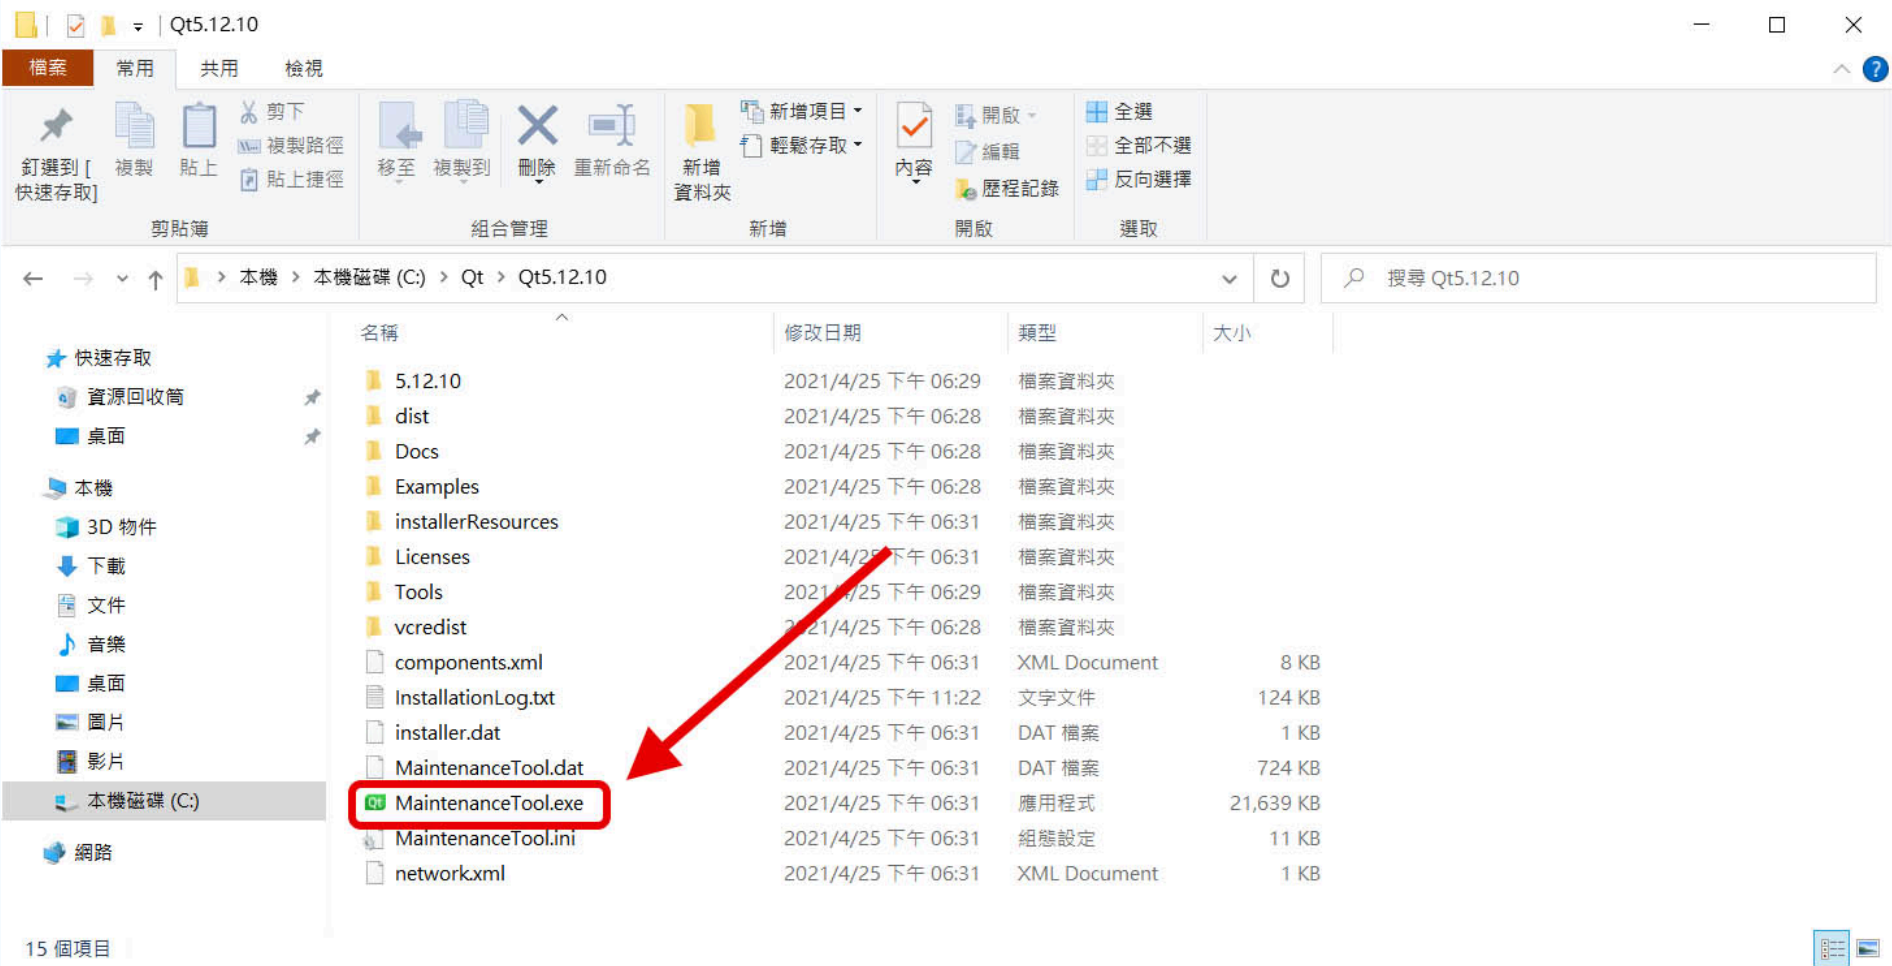 Qt5.12.10
檔案 常用 共用 檢視
釘選到 [
快速存取]
複製
貼上
剪下
複製路徑
貼上捷徑
剪貼簿
移至
複製到
刪除
重新命名
組合管理
新增
資料夾
新增項目
輕鬆存取
新增
內容
開啟
編輯
歷程記錄
開啟
全選
全部不選
反向選擇
選取
本機 > 本機磁碟 (C:) > Qt > Qt5.12.10
搜尋 Qt5.12.10
快速存取
資源回收筒
桌面
本機
3D 物件
下載
文件
音樂
桌面
圖片
影片
本機磁碟 (C:)
網路
名稱 修改日期 類型 大小
5.12.10 2021/4/25 下午 06:29 檔案資料夾
dist 2021/4/25 下午 06:28 檔案資料夾
Docs 2021/4/25 下午 06:28 檔案資料夾
Examples 2021/4/25 下午 06:28 檔案資料夾
installerResources 2021/4/25 下午 06:31 檔案資料夾
Licenses 2021/4/25 下午 06:31 檔案資料夾
Tools 2021/4/25 下午 06:29 檔案資料夾
vcredist 2021/4/25 下午 06:28 檔案資料夾
components.xml 2021/4/25 下午 06:31 XML Document 8 KB
InstallationLog.txt 2021/4/25 下午 11:22 文字文件 124 KB
installer.dat 2021/4/25 下午 06:31 DAT 檔案 1 KB
MaintenanceTool.dat 2021/4/25 下午 06:31 DAT 檔案 724 KB
Qt MaintenanceTool.exe 2021/4/25 下午 06:31 應用程式 21,639 KB
MaintenanceTool.ini 2021/4/25 下午 06:31 組態設定 11 KB
network.xml 2021/4/25 下午 06:31 XML Document 1 KB
15 個項目